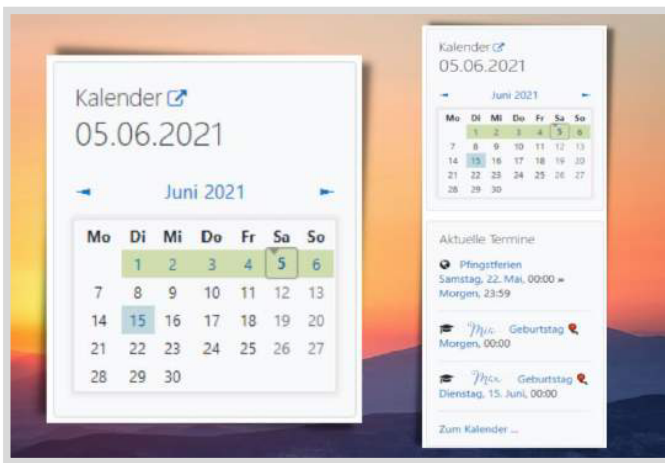 Kalender
05.06.2021
Juni 2021
Mo Di Mi Do Fr Sa So
1 2 3 4 5 6
7 8 9 10 11 12 13
14 15 16 17 18 19 20
21 22 23 24 25 26 27
28 29 30
Kalender
05.06.2021
Juni 2021
Mo Di Mi Do Fr Sa So
1 2 3 4 5 6
7 8 9 10 11 12 13
14 15 16 17 18 19 20
21 22 23 24 25 26 27
28 29 30
Aktuelle Termine
Pfingstferien
Samstag, 22. Mai, 00:00 »
Morgen, 23:59
Geburtstag
Morgen, 00:00
Geburtstag
Dienstag, 15. Juni, 00:00
Zum Kalender ...